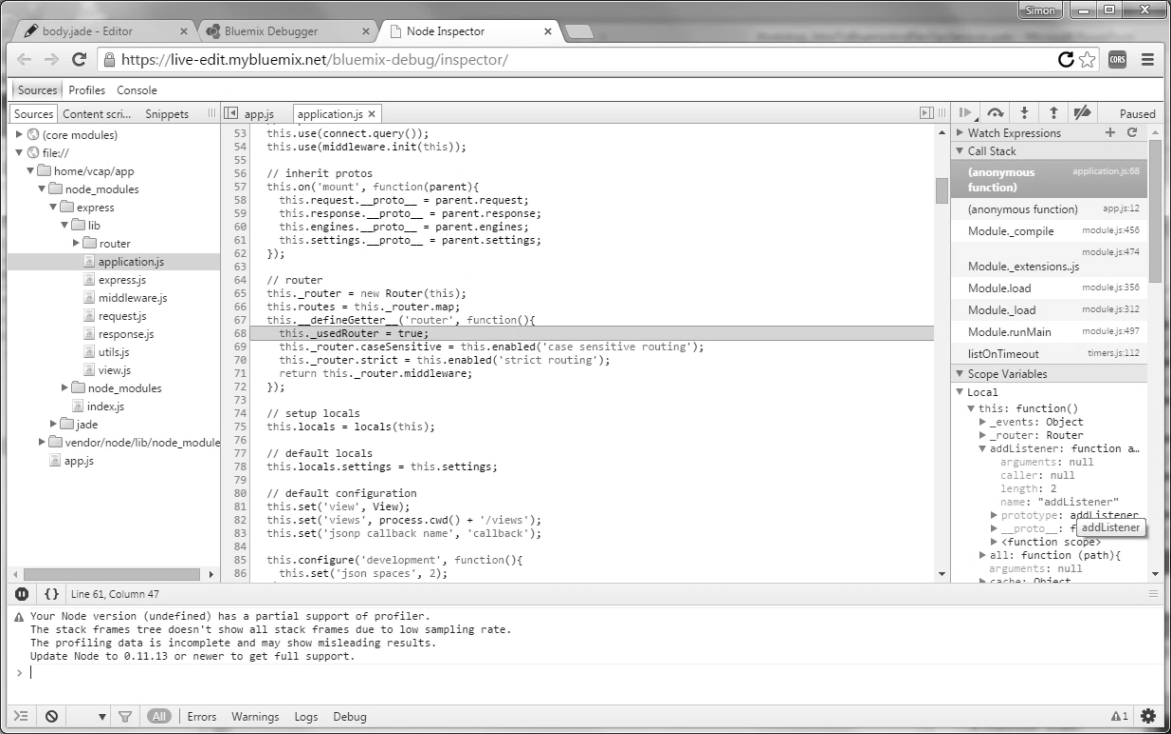 Simon
body.jade - Editor
Bluemix Debugger
Node Inspector
https://live-edit.mybluemix.net/bluemix-debug/inspector/
CORS
Sources Profiles Console
Sources Content scri... Snippets
app.js application.js
Paused
(core modules)
file://
home/vcap/app
node_modules
express
lib
router
application.js
express.js
middleware.js
request.js
response.js
utils.js
view.js
node_modules
index.js
jade
vendor/node/lib/node_module
app.js
53 this.use(connect.query());
54 this.use(middleware.init(this));
55
56 // inherit protos
57 this.on('mount', function(parent){
58 this.request.__proto__ = parent.request;
59 this.response.__proto__ = parent.response;
60 this.engines.__proto__ = parent.engines;
61 this.settings.__proto__ = parent.settings;
62 });
63
64 // router
65 this._router = new Router(this);
66 this.routes = this._router.map;
67 this.__defineGetter__('router', function(){
68 this._usedRouter = true;
69 this._router.caseSensitive = this.enabled('case sensitive routing');
70 this._router.strict = this.enabled('strict routing');
71 return this._router.middleware;
72 });
73
74 // setup locals
75 this.locals = locals(this);
76
77 // default locals
78 this.locals.settings = this.settings;
79
80 // default configuration
81 this.set('view', View);
82 this.set('views', process.cwd() + '/views');
83 this.set('jsonp callback name', 'callback');
84
85 this.configure('development', function(){
86 this.set('json spaces', 2);
Watch Expressions
Call Stack
(anonymous function) application.js:68
(anonymous function) app.js:12
Module._compile module.js:456
module.js:474
Module._extensions..js
Module.load module.js:356
Module._load module.js:312
Module.runMain module.js:497
listOnTimeout timers.js:112
Scope Variables
Local
this: function()
_events: Object
_router: Router
addListener: function a...
arguments: null
caller: null
length: 2
name: "addListener"
prototype: addListener
__proto__: f
addListener
<function scope>
all: function (path){
arguments: null
cache: Object
{} Line 61, Column 47
Your Node version (undefined) has a partial support of profiler.
The stack frames tree doesn't show all stack frames due to low sampling rate.
The profiling data is incomplete and may show misleading results.
Update Node to 0.11.13 or newer to get full support.
>
All Errors Warnings Logs Debug
1